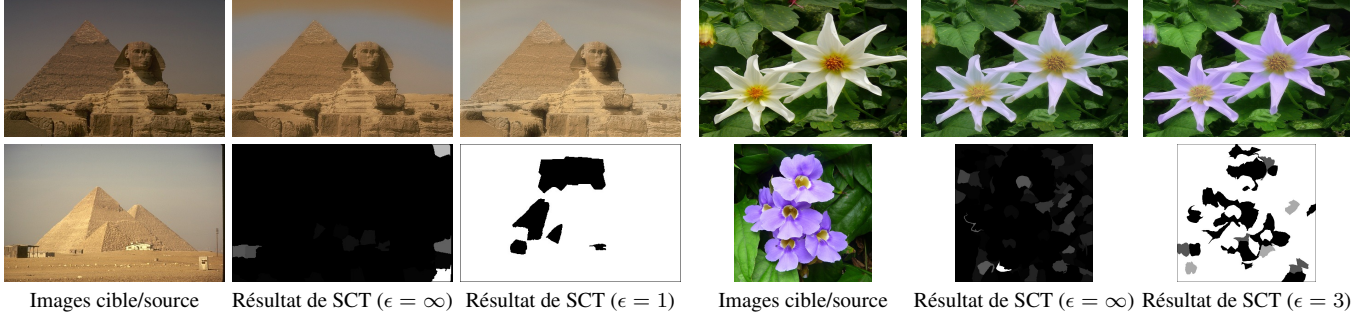 Images cible/source Résultat de SCT (ϵ = ∞) Résultat de SCT (ϵ = 1) Images cible/source Résultat de SCT (ϵ = ∞) Résultat de SCT (ϵ = 3)